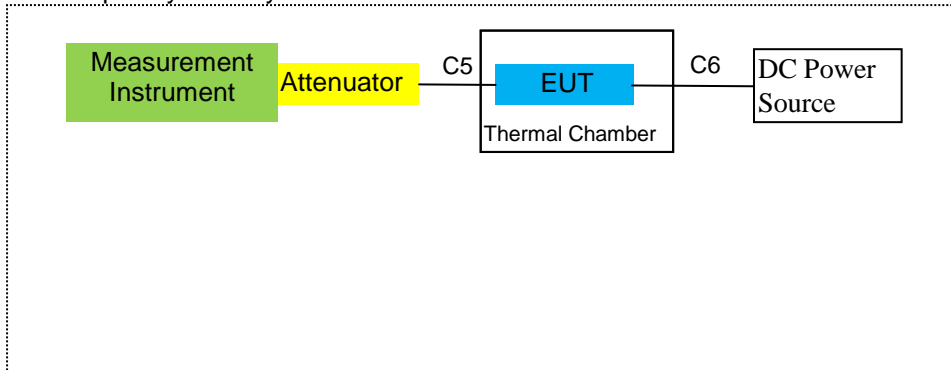 Measurement
Instrument
Attenuator
C5
EUT
Thermal Chamber
C6
DC Power
Source